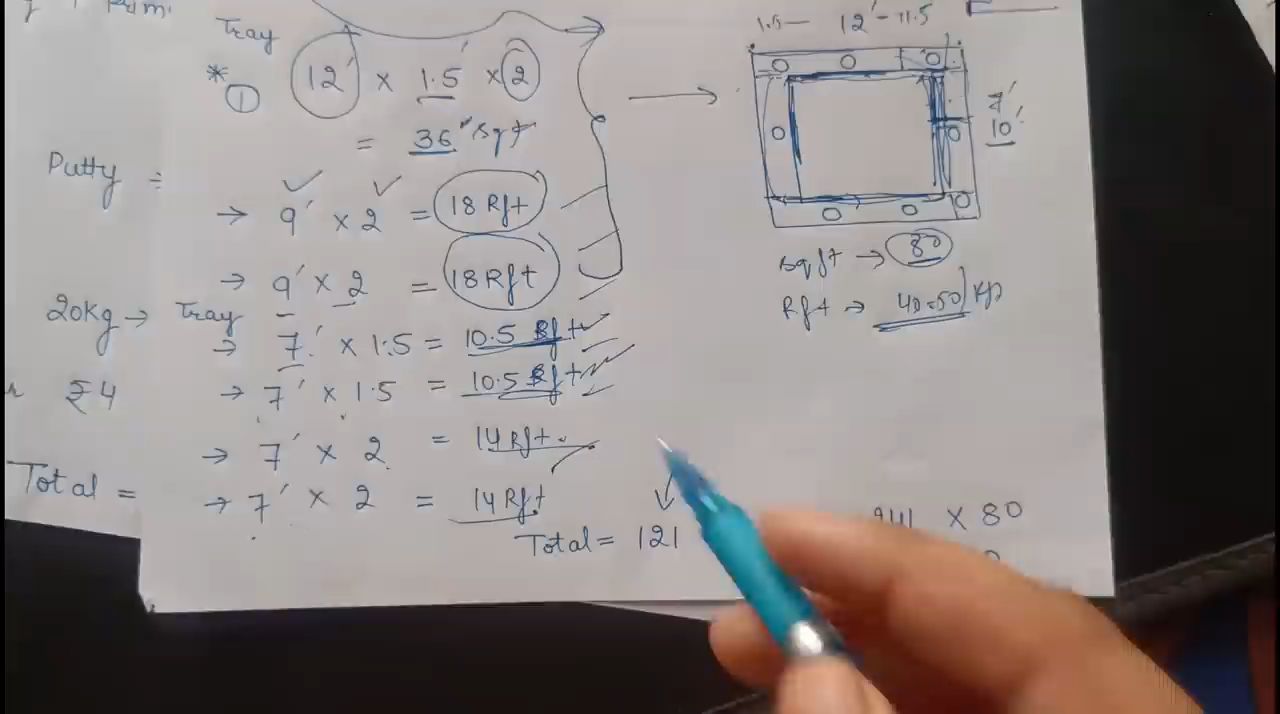 Tray
* ① 12' x 1.5' x 2
= 36 sqft
→ 9' x 2 = 18 Rft
→ 9' x 2 = 18 Rft
Tray
→ 7' x 1.5 = 10.5 Rft
→ 7' x 1.5 = 10.5 Rft
→ 7' x 2 = 14 Rft
→ 7' x 2 = 14 Rft
Total = 121
Putty =
20Kg →
₹4
Total =
1.5 — 12' - 11.5
7'
10'
sqft → 80
Rft → 40-50/
x 80